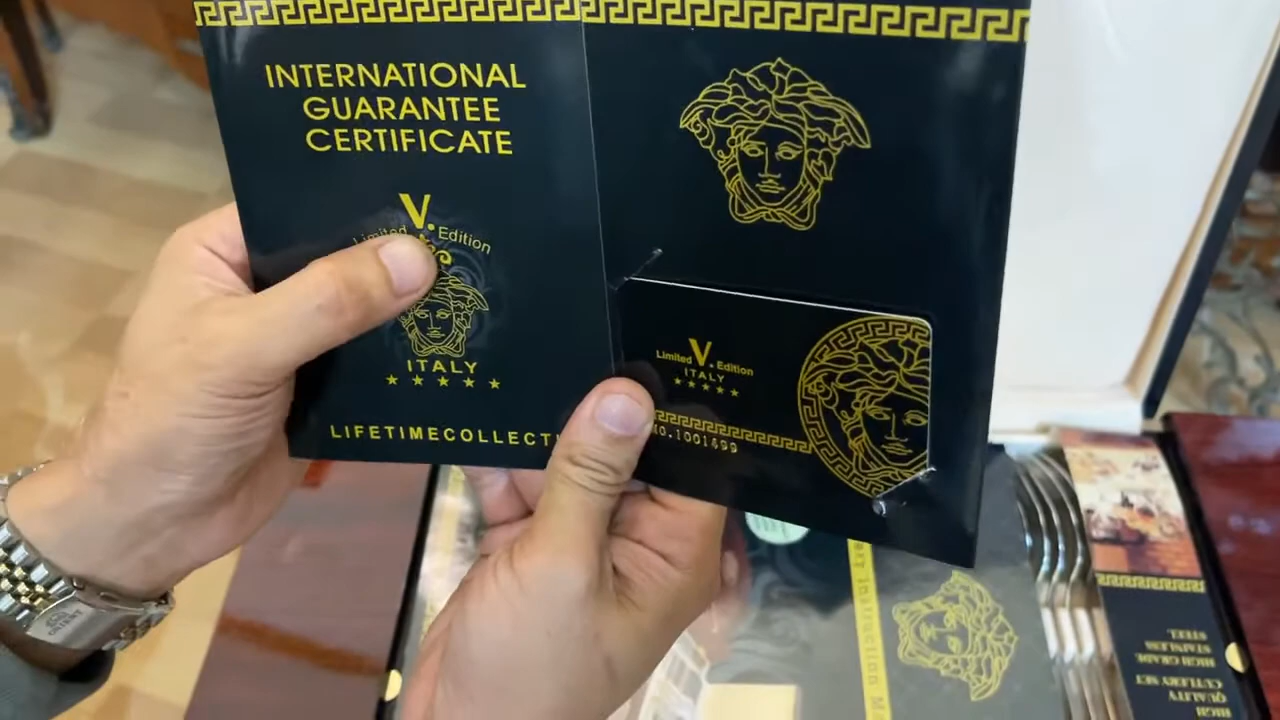 INTERNATIONAL
GUARANTEE
CERTIFICATE
V.
Limited Edition
ITALY
LIFETIMECOLLECTI
V.
Limited Edition
ITALY
NO.1001499
HIGH
QUALITY
CUTLERY SET
HIGH GRADE
STAINLESS
STEEL